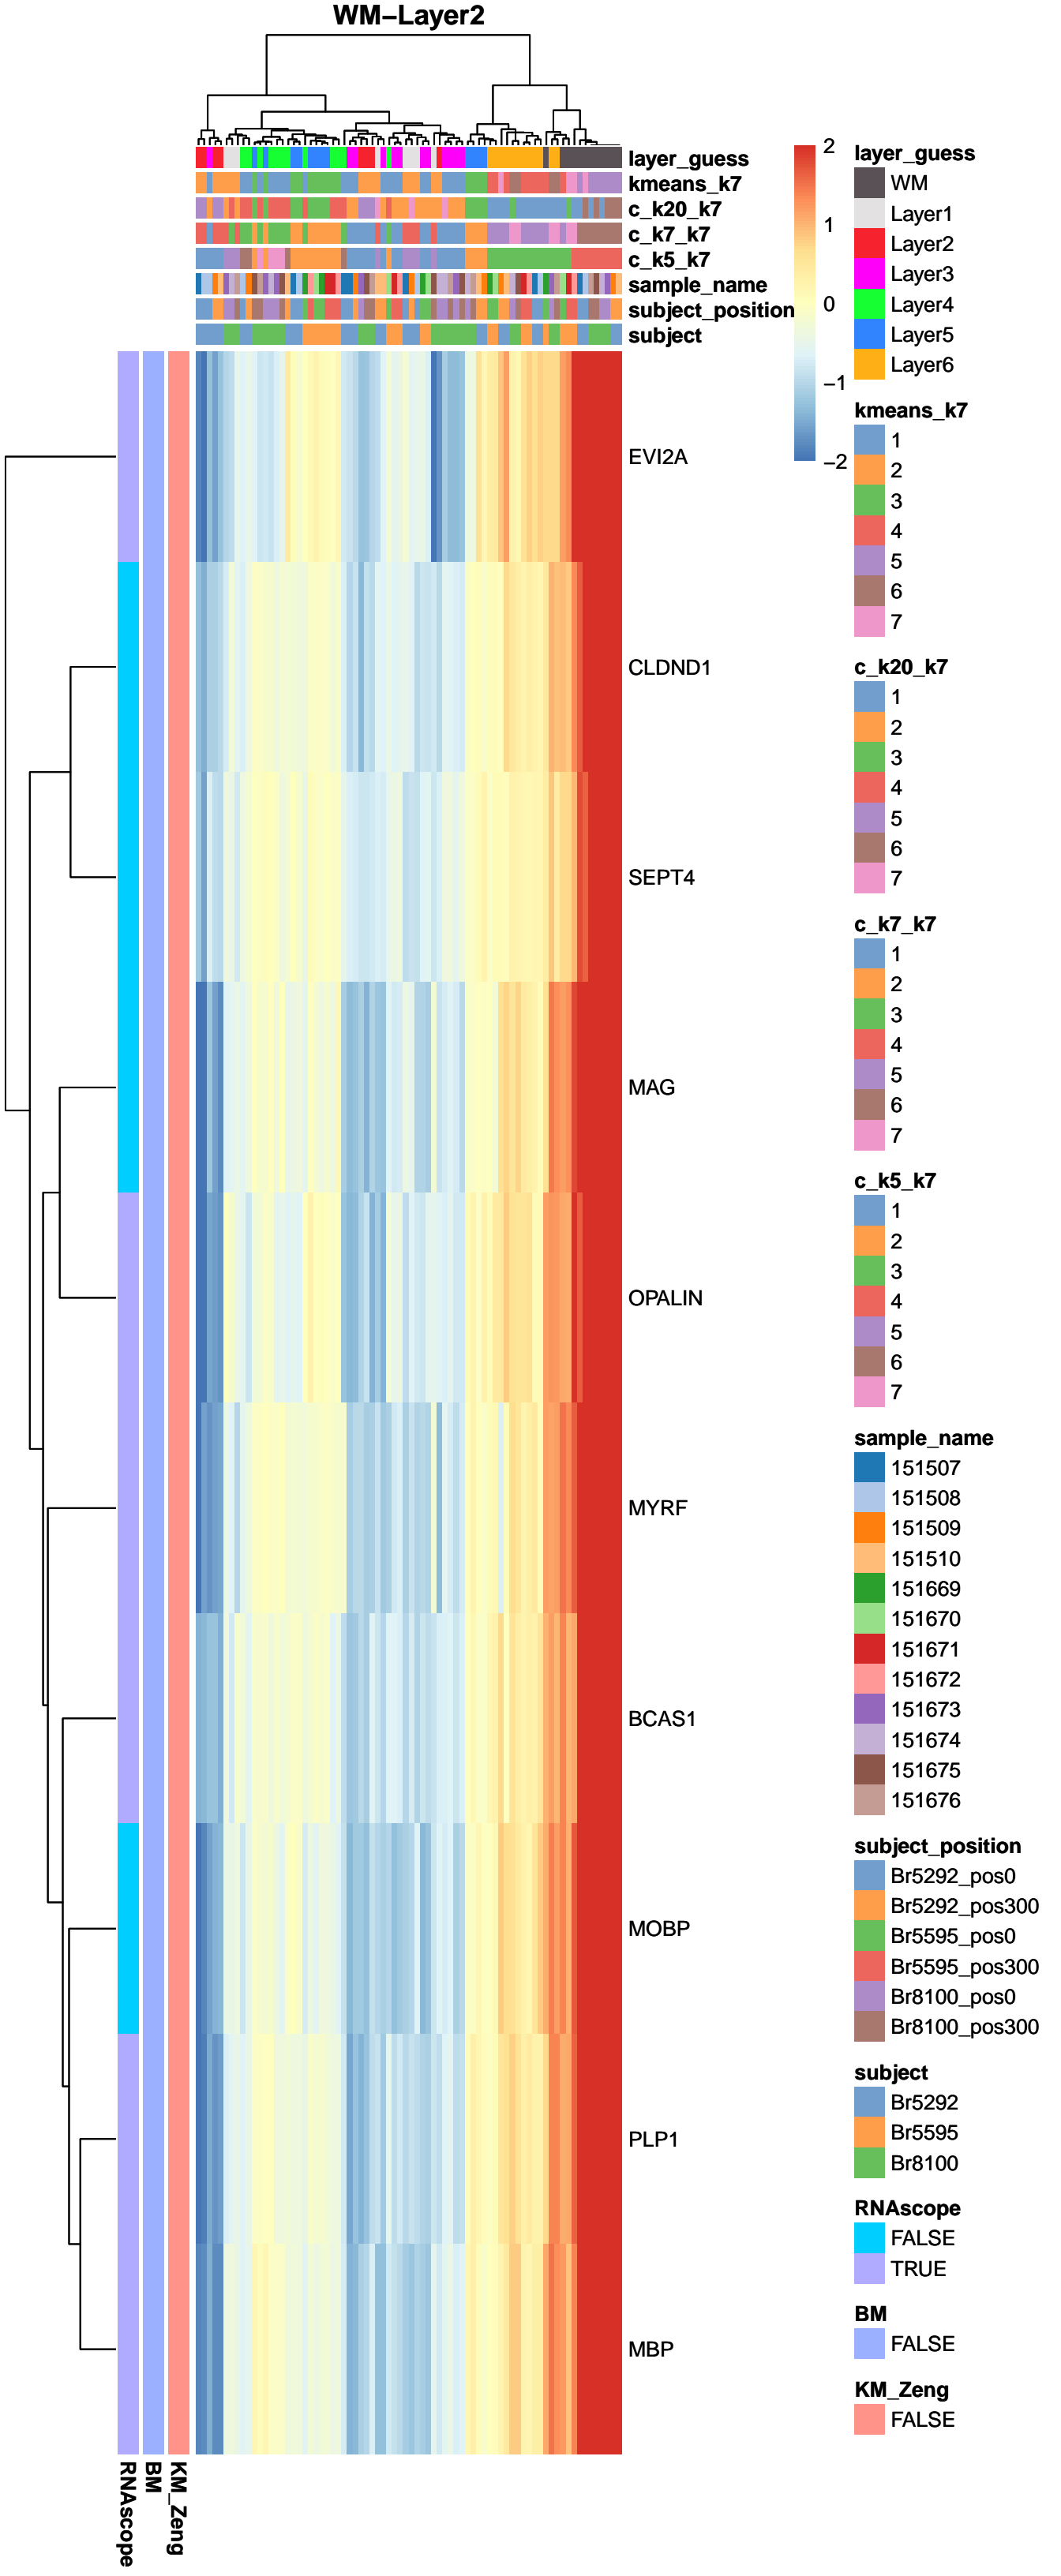 WM−Layer2
layer_guess
kmeans_k7
c_k20_k7
c_k7_k7
c_k5_k7
sample_name
subject_position
subject
EVI2A
CLDND1
SEPT4
MAG
OPALIN
MYRF
BCAS1
MOBP
PLP1
MBP
RNAscope
BM
KM_Zeng
2
1
0
−1
−2
layer_guess
WM
Layer1
Layer2
Layer3
Layer4
Layer5
Layer6
kmeans_k7
1
2
3
4
5
6
7
c_k20_k7
1
2
3
4
5
6
7
c_k7_k7
1
2
3
4
5
6
7
c_k5_k7
1
2
3
4
5
6
7
sample_name
151507
151508
151509
151510
151669
151670
151671
151672
151673
151674
151675
151676
subject_position
Br5292_pos0
Br5292_pos300
Br5595_pos0
Br5595_pos300
Br8100_pos0
Br8100_pos300
subject
Br5292
Br5595
Br8100
RNAscope
FALSE
TRUE
BM
FALSE
KM_Zeng
FALSE